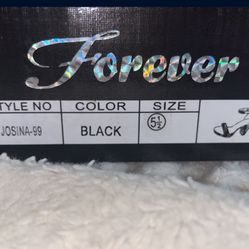 Forever
STYLE NO COLOR SIZE
JOSINA-99 BLACK 5½